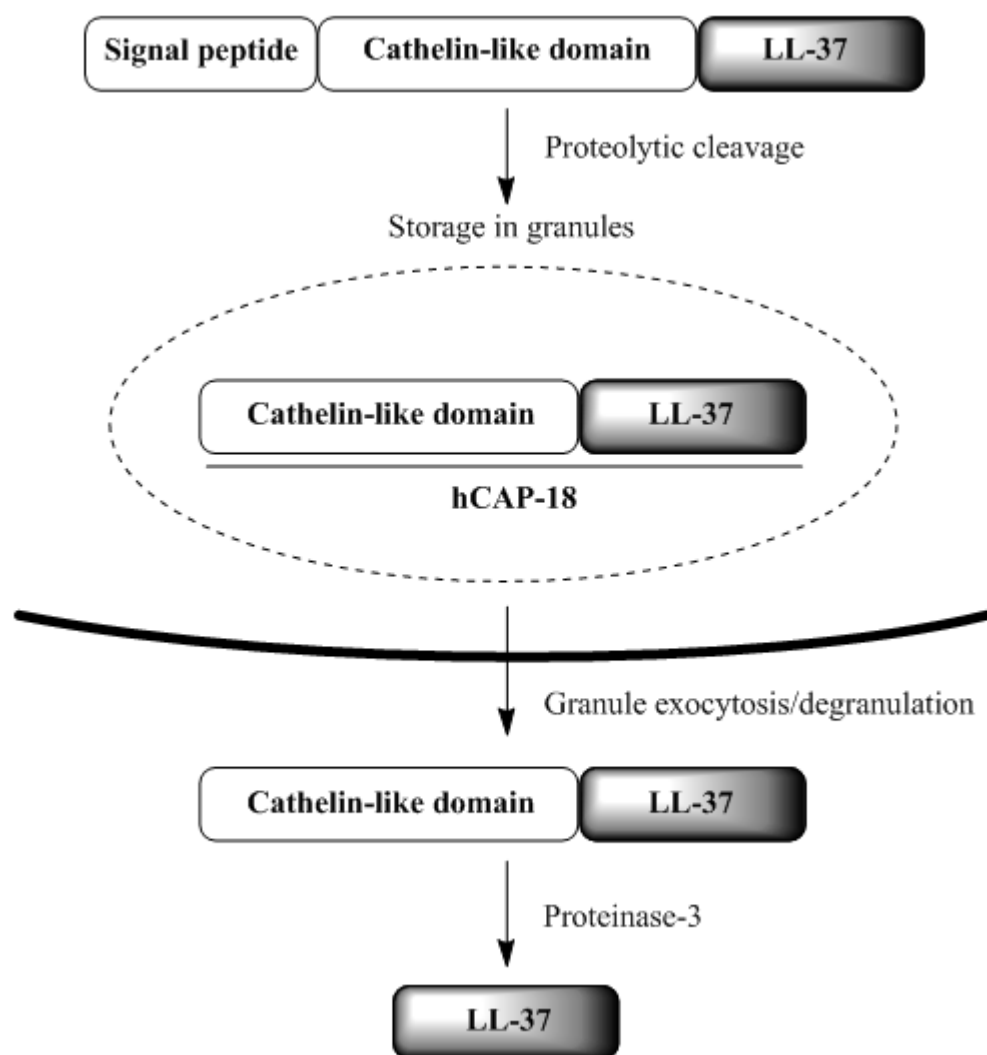 Signal peptide Cathelin-like domain LL-37
Proteolytic cleavage
Storage in granules
Cathelin-like domain LL-37
hCAP-18
Granule exocytosis/degranulation
Cathelin-like domain LL-37
Proteinase-3
LL-37